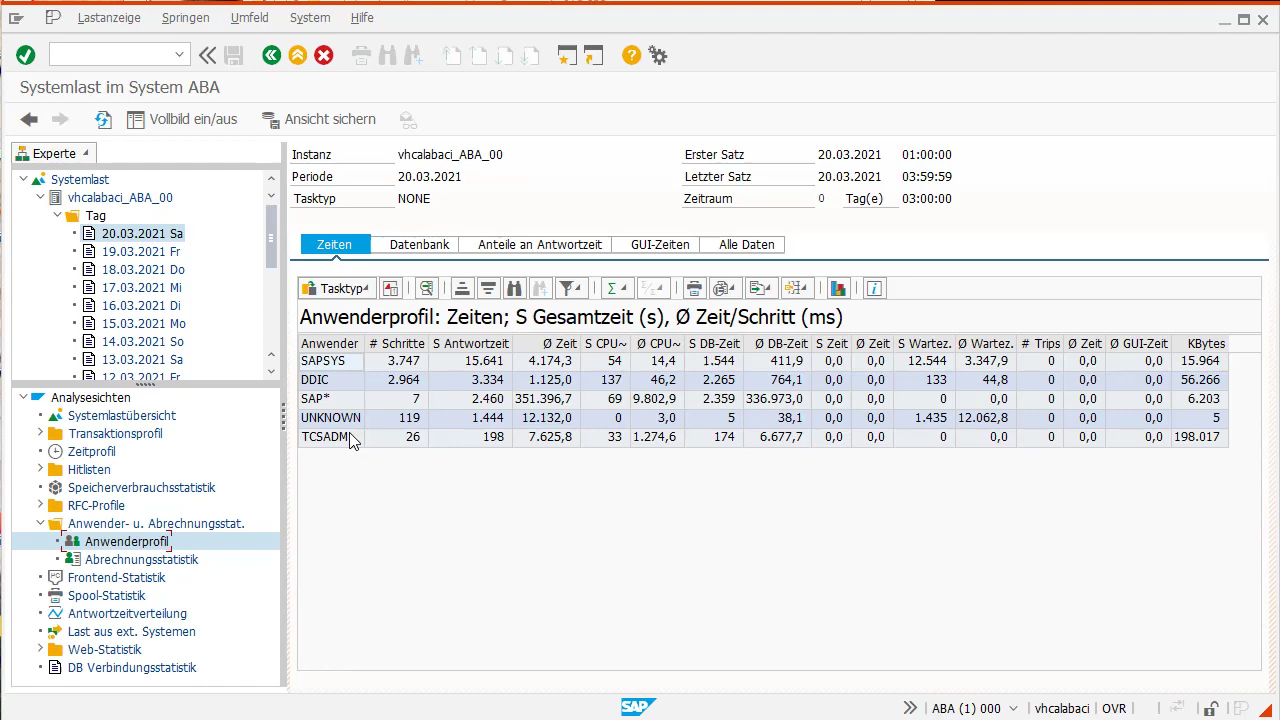 Lastanzeige Springen Umfeld System Hilfe
Systemlast im System ABA
Vollbild ein/aus Ansicht sichern
Experte
Systemlast
vhcalabaci_ABA_00
Tag
20.03.2021 Sa
19.03.2021 Fr
18.03.2021 Do
17.03.2021 Mi
16.03.2021 Di
15.03.2021 Mo
14.03.2021 So
13.03.2021 Sa
12.03.2021 Fr
Analysesichten
Systemlastübersicht
Transaktionsprofil
Zeitprofil
Hitlisten
Speicherverbrauchsstatistik
RFC-Profile
Anwender- u. Abrechnungsstat.
Anwenderprofil
Abrechnungsstatistik
Frontend-Statistik
Spool-Statistik
Antwortzeitverteilung
Last aus ext. Systemen
Web-Statistik
DB Verbindungsstatistik
Instanz vhcalabaci_ABA_00 Erster Satz 20.03.2021 01:00:00
Periode 20.03.2021 Letzter Satz 20.03.2021 03:59:59
Tasktyp NONE Zeitraum 0 Tag(e) 03:00:00
Zeiten Datenbank Anteile an Antwortzeit GUI-Zeiten Alle Daten
Tasktyp
Anwenderprofil: Zeiten; S Gesamtzeit (s), Ø Zeit/Schritt (ms)
Anwender # Schritte S Antwortzeit Ø Zeit S CPU~ Ø CPU~ S DB-Zeit Ø DB-Zeit S Zeit Ø Zeit S Wartez. Ø Wartez. # Trips Ø Zeit Ø GUI-Zeit KBytes
SAPSYS 3.747 15.641 4.174,3 54 14,4 1.544 411,9 0,0 0,0 12.544 3.347,9 0 0,0 0,0 15.964
DDIC 2.964 3.334 1.125,0 137 46,2 2.265 764,1 0,0 0,0 133 44,8 0 0,0 0,0 56.266
SAP* 7 2.460 351.396,7 69 9.802,9 2.359 336.973,0 0,0 0,0 0 0,0 0 0,0 0,0 6.203
UNKNOWN 119 1.444 12.132,0 0 3,0 5 38,1 0,0 0,0 1.435 12.062,8 0 0,0 0,0 5
TCSADM 26 198 7.625,8 33 1.274,6 174 6.677,7 0,0 0,0 0 0,0 0 0,0 0,0 198.017
SAP ABA (1) 000 vhcalabaci OVR